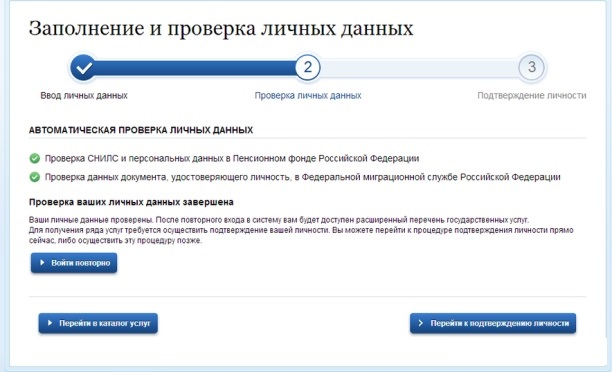 Заполнение и проверка личных данных
2
3
Ввод личных данных
Проверка личных данных
Подтверждение личности
АВТОМАТИЧЕСКАЯ ПРОВЕРКА ЛИЧНЫХ ДАННЫХ
Проверка СНИЛС и персональных данных в Пенсионном фонде Российской Федерации
Проверка данных документа, удостоверяющего личность, в Федеральной миграционной службе Российской Федерации
Проверка ваших личных данных завершена
Ваши личные данные проверены. После повторного входа в систему вам будет доступен расширенный перечень государственных услуг.
Для получения ряда услуг требуется осуществить подтверждение вашей личности. Вы можете перейти к процедуре подтверждения личности прямо
сейчас, либо осуществить эту процедуру позже.
Войти повторно
Перейти в каталог услуг
Перейти к подтверждению личности